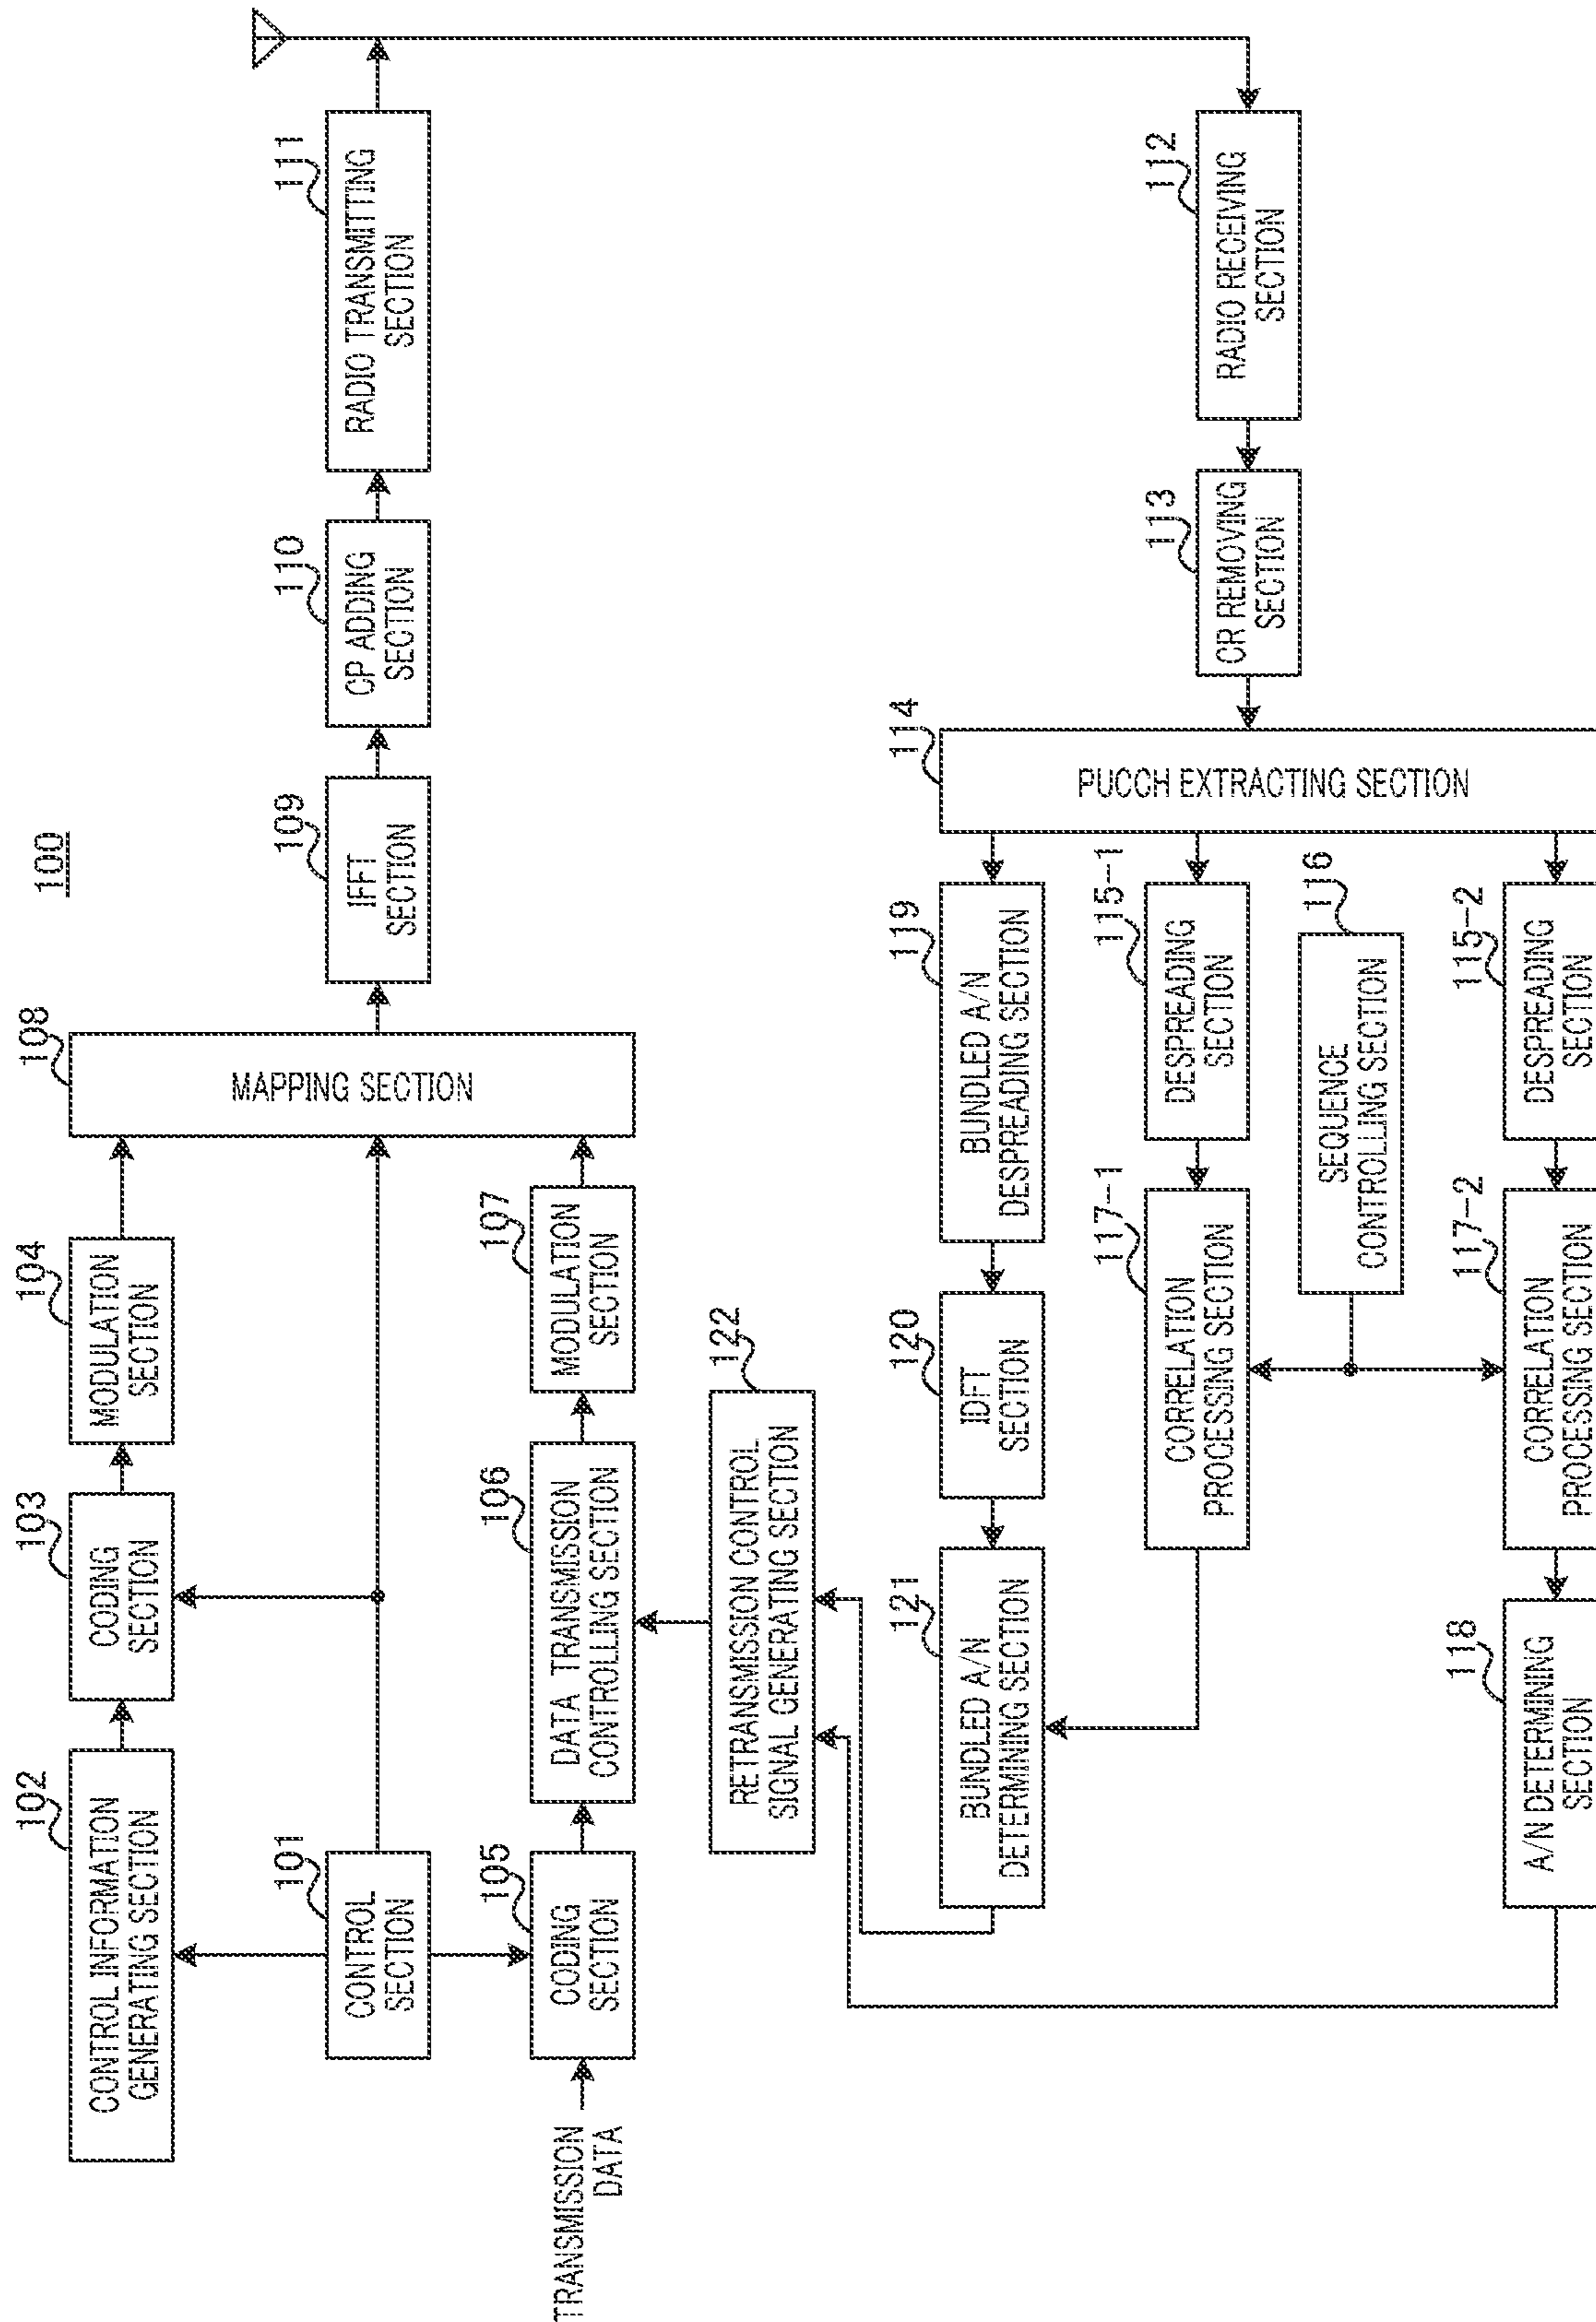 100
102
CONTROL INFORMATION
GENERATING SECTION
103
CODING
SECTION
104
MODULATION
SECTION
108
MAPPING SECTION
109
IFFT
SECTION
110
CP ADDING
SECTION
111
RADIO TRANSMITTING
SECTION
101
CONTROL
SECTION
TRANSMISSION
DATA
105
CODING
SECTION
106
DATA TRANSMISSION
CONTROLLING SECTION
107
MODULATION
SECTION
122
RETRANSMISSION CONTROL
SIGNAL GENERATING SECTION
121
BUNDLED A/N
DETERMINING SECTION
120
IDFT
SECTION
119
BUNDLED A/N
DESPREADING SECTION
114
PUCCH EXTRACTING SECTION
113
CR REMOVING
SECTION
112
RADIO RECEIVING
SECTION
117-1
CORRELATION
PROCESSING SECTION
115-1
DESPREADING
SECTION
116
SEQUENCE
CONTROLLING SECTION
118
A/N DETERMINING
SECTION
117-2
CORRELATION
PROCESSING SECTION
115-2
DESPREADING
SECTION